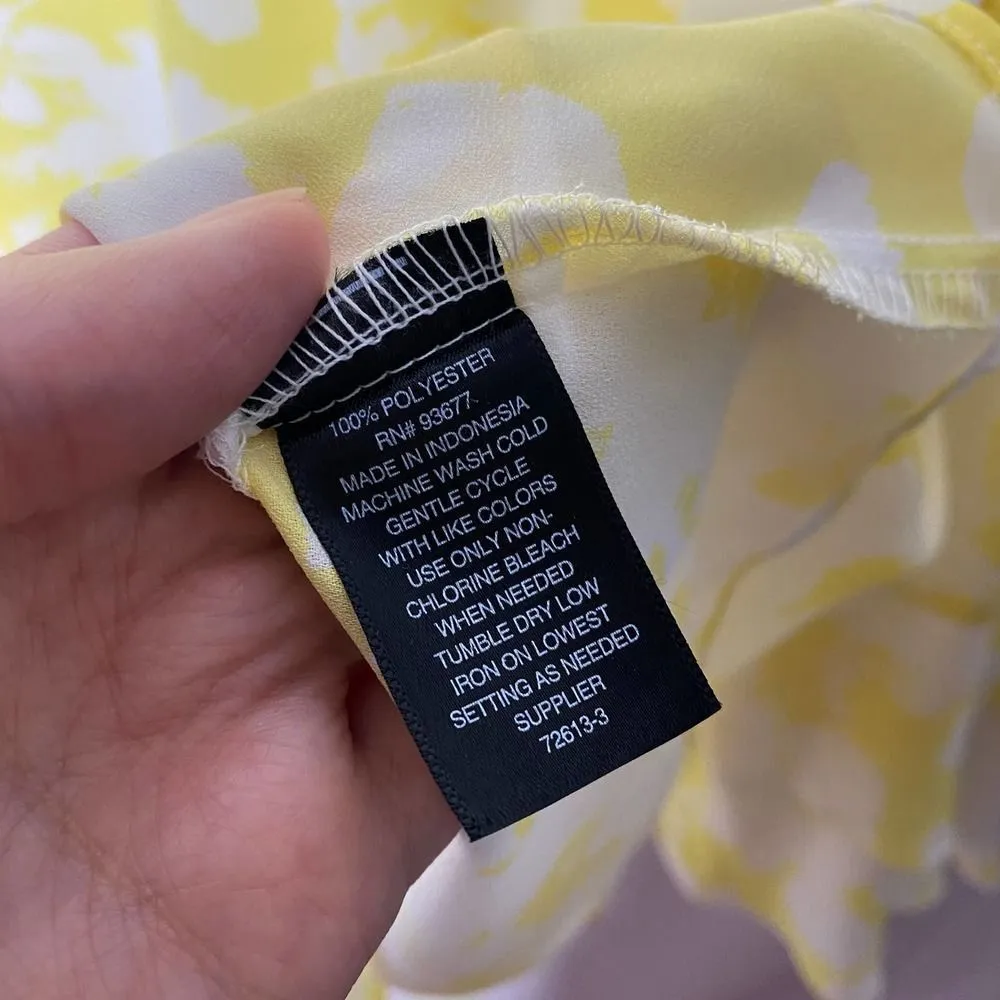 100% POLYESTER
RN# 93677
MADE IN INDONESIA
MACHINE WASH COLD
GENTLE CYCLE
WITH LIKE COLORS
USE ONLY NON-
CHLORINE BLEACH
WHEN NEEDED
TUMBLE DRY LOW
IRON ON LOWEST
SETTING AS NEEDED
SUPPLIER
72613-3